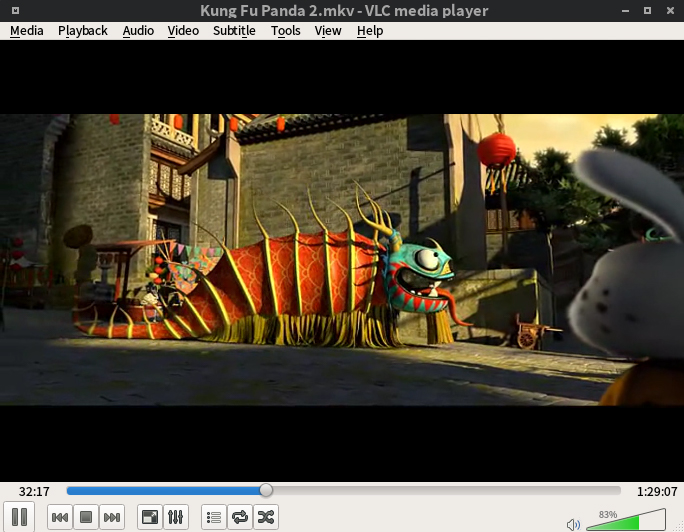 Kung Fu Panda 2.mkv - VLC media player
Media Playback Audio Video Subtitle Tools View Help
32:17 1:29:07
83%